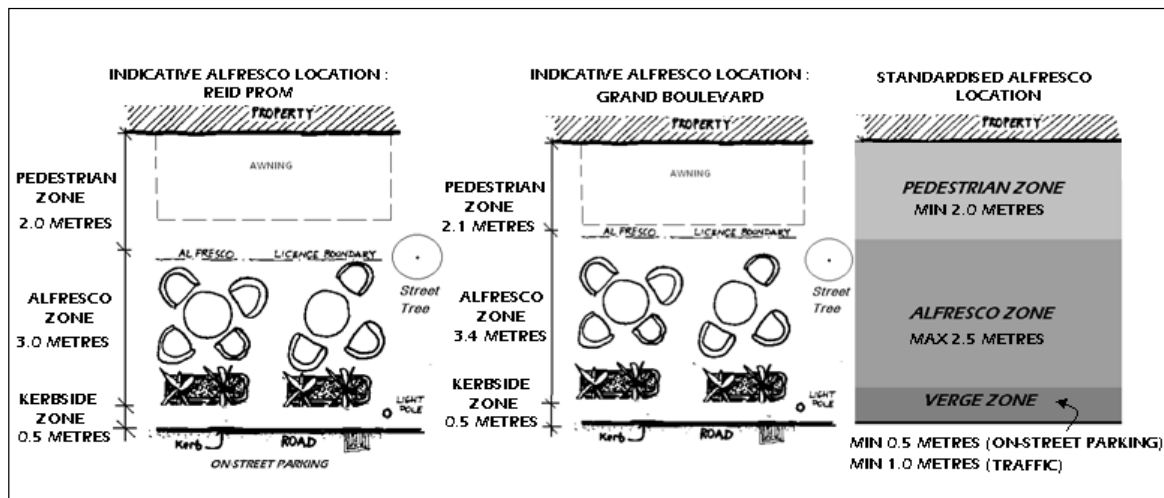 INDICATIVE ALFRESCO LOCATION :
REID PROM
PROPERTY
AWNING
PEDESTRIAN
ZONE
2.0 METRES
ALFRESCO
LICENCE BOUNDARY
Street
Tree
ALFRESCO
ZONE
3.0 METRES
KERBSIDE
ZONE
0.5 METRES
LIGHT
POLE
Kerb
ROAD
ON-STREET PARKING
INDICATIVE ALFRESCO LOCATION :
GRAND BOULEVARD
PROPERTY
AWNING
PEDESTRIAN
ZONE
2.1 METRES
ALFRESCO
LICENCE BOUNDARY
Street
Tree
ALFRESCO
ZONE
3.4 METRES
KERBSIDE
ZONE
0.5 METRES
LIGHT
POLE
Kerb
ROAD
STANDARDISED ALFRESCO
LOCATION
PROPERTY
PEDESTRIAN ZONE
MIN 2.0 METRES
ALFRESCO ZONE
MAX 2.5 METRES
VERGE ZONE
MIN 0.5 METRES (ON-STREET PARKING)
MIN 1.0 METRES (TRAFFIC)